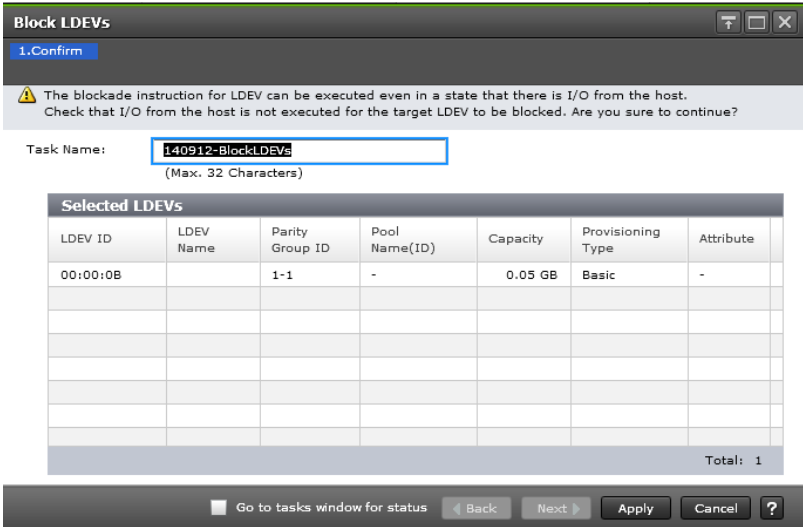 Block LDEVs
1.Confirm
The blockade instruction for LDEV can be executed even in a state that there is I/O from the host.
Check that I/O from the host is not executed for the target LDEV to be blocked. Are you sure to continue?
Task Name: 140912-BlockLDEVs
(Max. 32 Characters)
Selected LDEVs
LDEV ID LDEV Name Parity Group ID Pool Name(ID) Capacity Provisioning Type Attribute
00:00:0B 1-1 - 0.05 GB Basic -
Total: 1
Go to tasks window for status Back Next Apply Cancel ?